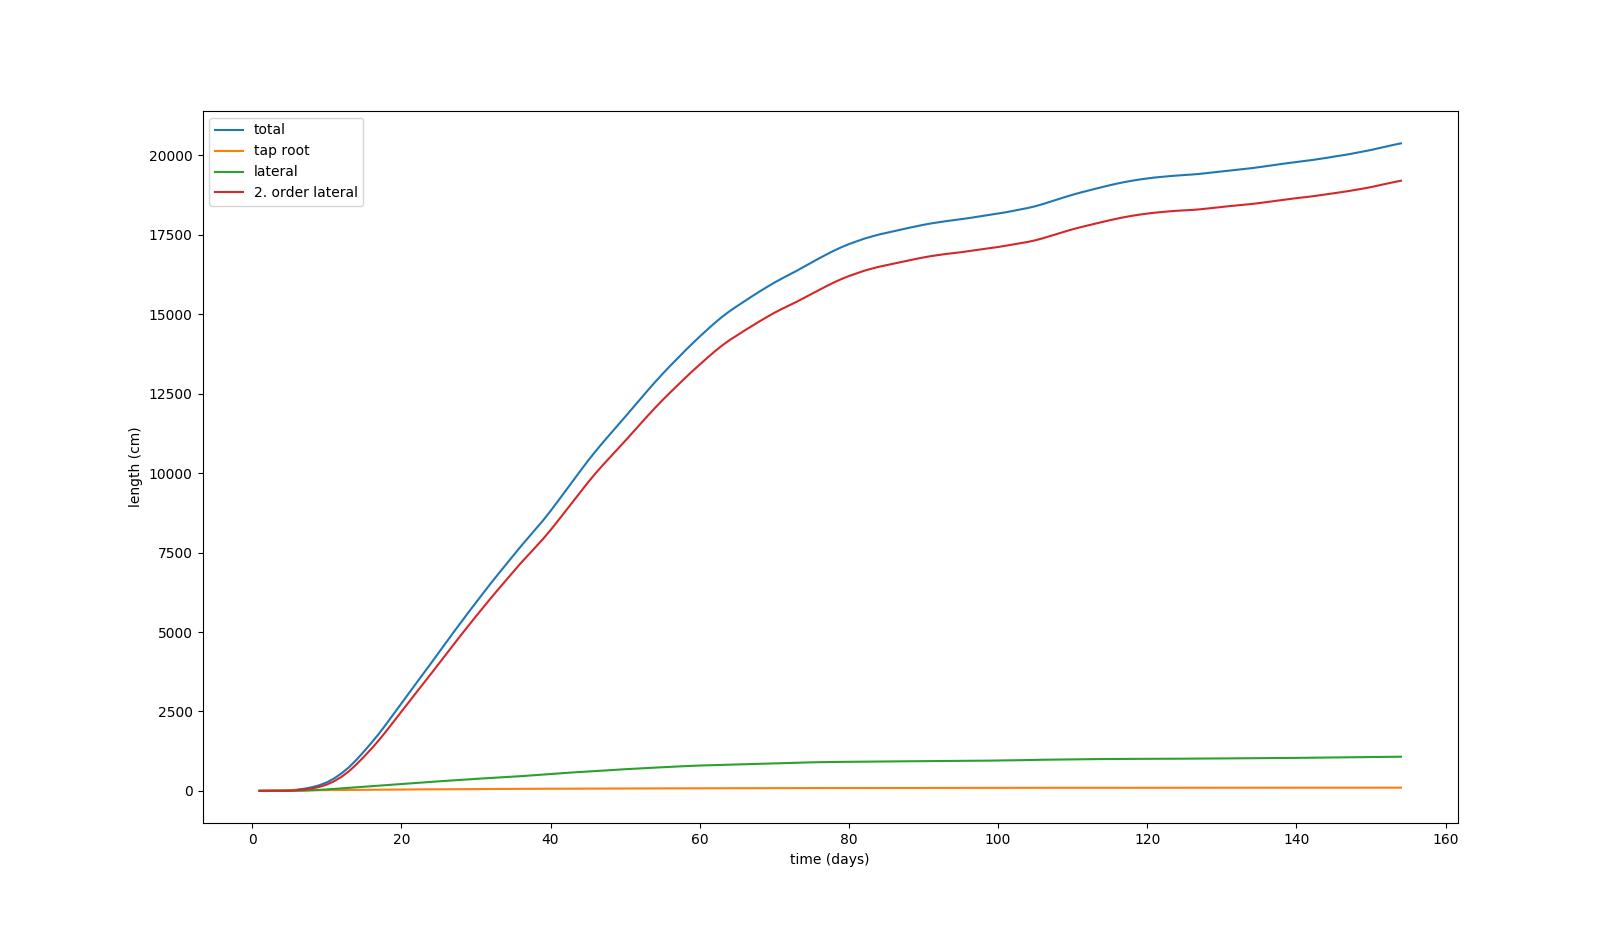 total
tap root
lateral
2. order lateral
20000
17500
15000
12500
10000
7500
5000
2500
0
length (cm)
0 20 40 60 80 100 120 140 160
time (days)